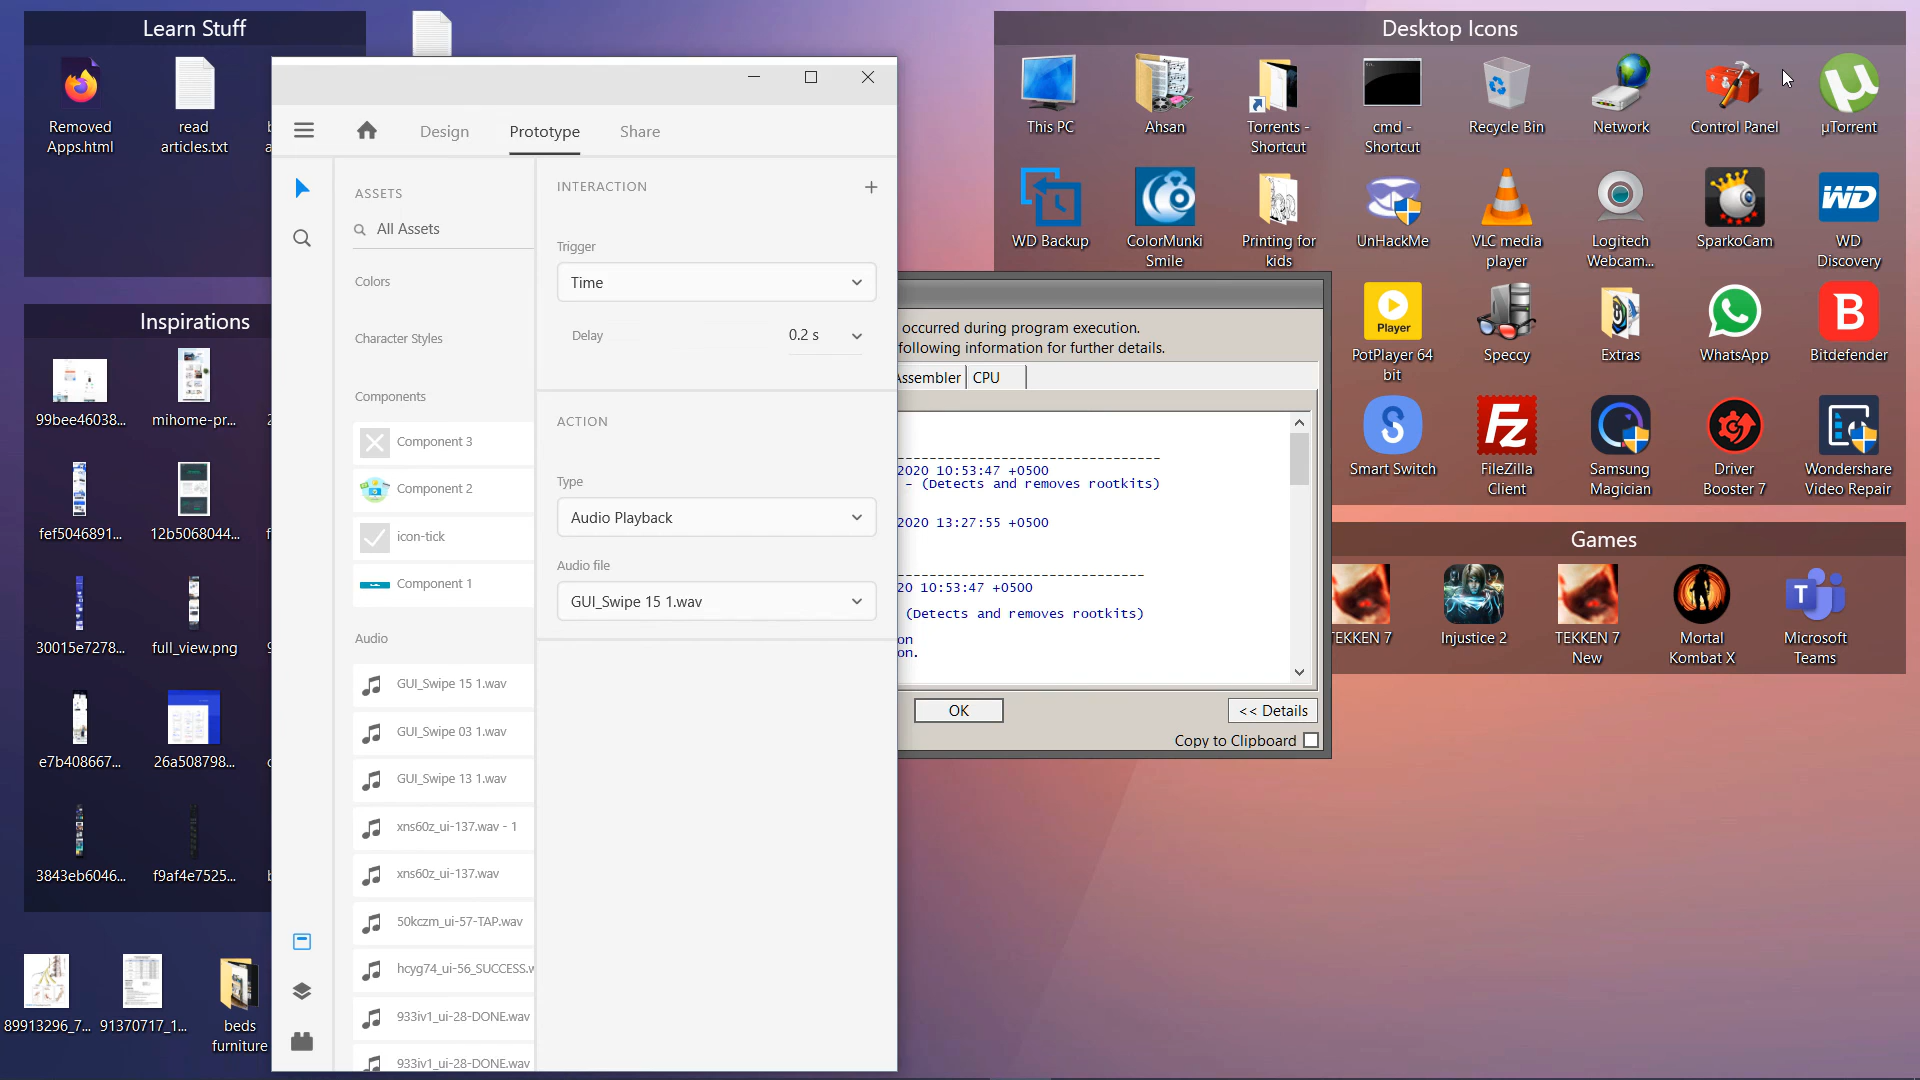 Learn Stuff
Removed
Apps.html
read
articles.txt
Inspirations
99bee46038...
mihome-pr...
fef5046891...
12b5068044...
30015e7278...
full_view.png
e7b408667...
26a508798...
3843eb6046...
f9af4e7525...
89913296_7...
91370717_1...
beds
furniture
Design
Prototype
Share
ASSETS
All Assets
Colors
Character Styles
Components
Component 3
Component 2
icon-tick
Component 1
Audio
GUI_Swipe 15 1.wav
GUI_Swipe 03 1.wav
GUI_Swipe 13 1.wav
xns60z_ui-137.wav - 1
xns60z_ui-137.wav
50kczm_ui-57-TAP.wav
hcyg74_ui-56_SUCCESS.w
933iv1_ui-28-DONE.wav
933iv1_ui-28-DONE.wav
INTERACTION
Trigger
Time
Delay
0.2 s
ACTION
Type
Audio Playback
Audio file
GUI_Swipe 15 1.wav
occurred during program execution.
following information for further details.
Assembler
CPU
2020 10:53:47 +0500
- (Detects and removes rootkits)
2020 13:27:55 +0500
20 10:53:47 +0500
(Detects and removes rootkits)
on
on.
OK
<< Details
Copy to Clipboard
Desktop Icons
This PC
Ahsan
Torrents -
Shortcut
cmd -
Shortcut
Recycle Bin
Network
Control Panel
µTorrent
WD Backup
ColorMunki
Smile
Printing for
kids
UnHackMe
VLC media
player
Logitech
Webcam...
SparkoCam
WD
WD
Discovery
Player
PotPlayer 64
bit
Speccy
Extras
WhatsApp
Bitdefender
Smart Switch
FileZilla
Client
Samsung
Magician
Driver
Booster 7
Wondershare
Video Repair
Games
TEKKEN 7
Injustice 2
TEKKEN 7
New
Mortal
Kombat X
Microsoft
Teams